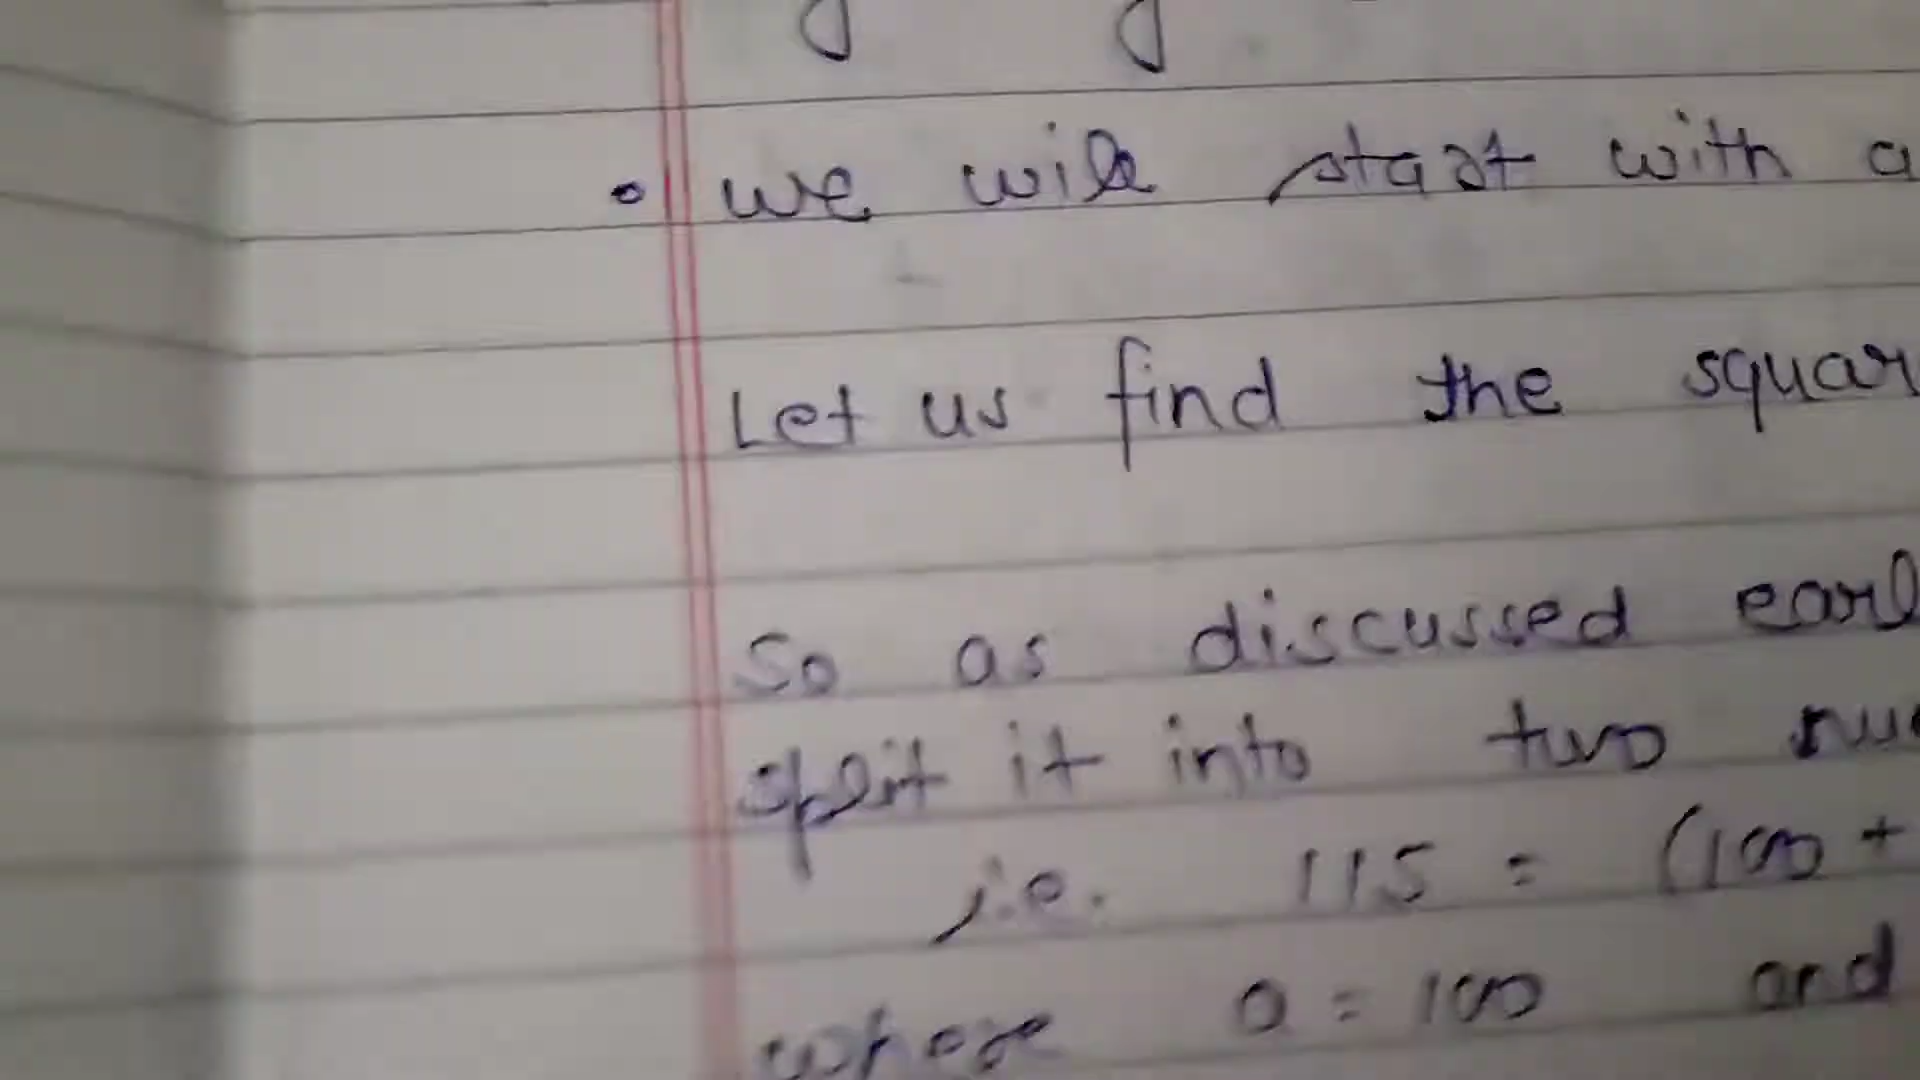 • we will start with a
Let us find the squar
So as discussed earl
split it into two nu
i.e. 115 = (100 +
where a = 100 and